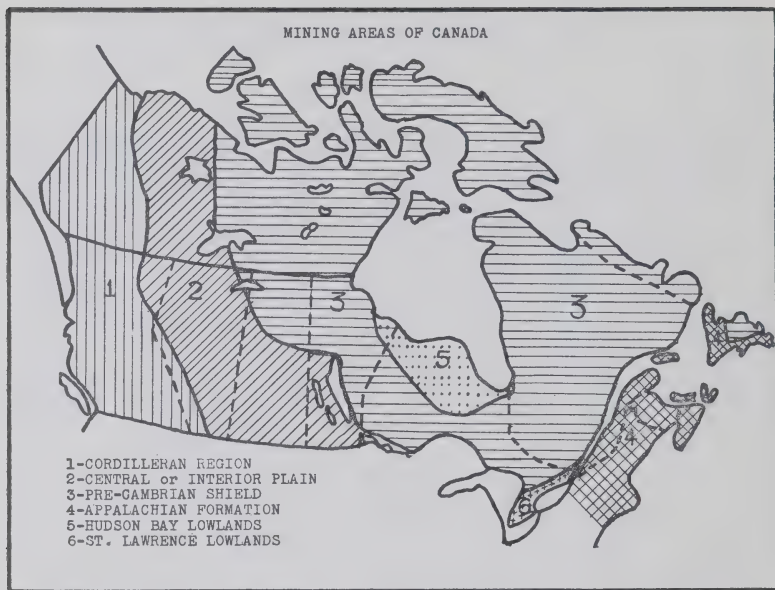 MINING AREAS OF CANADA
1
2
3
3
5
4
6
1-CORDILLERAN REGION
2-CENTRAL or INTERIOR PLAIN
3-PRE-CAMBRIAN SHIELD
4-APPALACHIAN FORMATION
5-HUDSON BAY LOWLANDS
6-ST. LAWRENCE LOWLANDS